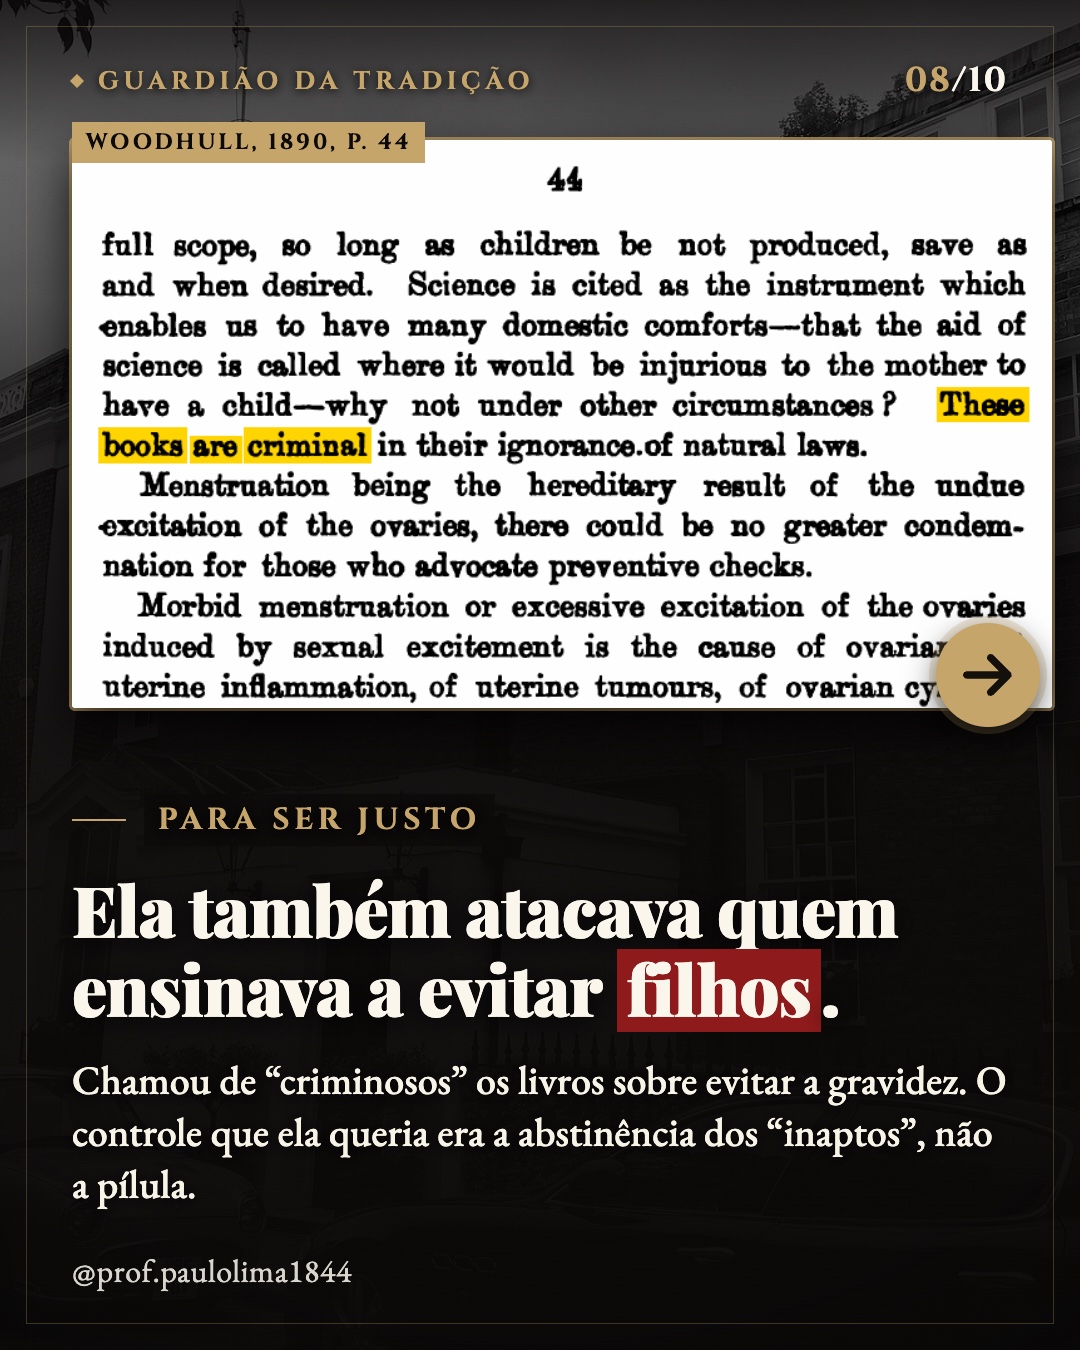 ◆ GUARDIÃO DA TRADIÇÃO
08/10
WOODHULL, 1890, P. 44
44
full scope, so long as children be not produced, save as
and when desired. Science is cited as the instrument which
enables us to have many domestic comforts—that the aid of
science is called where it would be injurious to the mother to
have a child—why not under other circumstances? These
books are criminal in their ignorance.of natural laws.
Menstruation being the hereditary result of the undue
excitation of the ovaries, there could be no greater condem-
nation for those who advocate preventive checks.
Morbid menstruation or excessive excitation of the ovaries
induced by sexual excitement is the cause of
uterine inflammation, of uterine tumours, of ovarian
PARA SER JUSTO
Ela também atacava quem
ensinava a evitar filhos.
Chamou de “criminosos” os livros sobre evitar a gravidez. O
controle que ela queria era a abstinência dos “inaptos”, não
a pílula.
@prof.paulolima1844